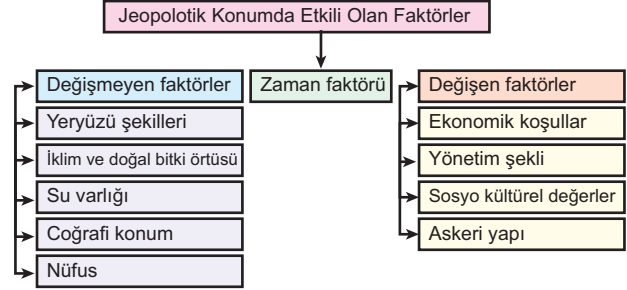 Jeopolotik Konumda Etkili Olan Faktörler
Değişmeyen faktörler
Yeryüzü şekilleri
İklim ve doğal bitki örtüsü
Su varlığı
Coğrafi konum
Nüfus
Zaman faktörü
Değişen faktörler
Ekonomik koşullar
Yönetim şekli
Sosyo kültürel değerler
Askeri yapı